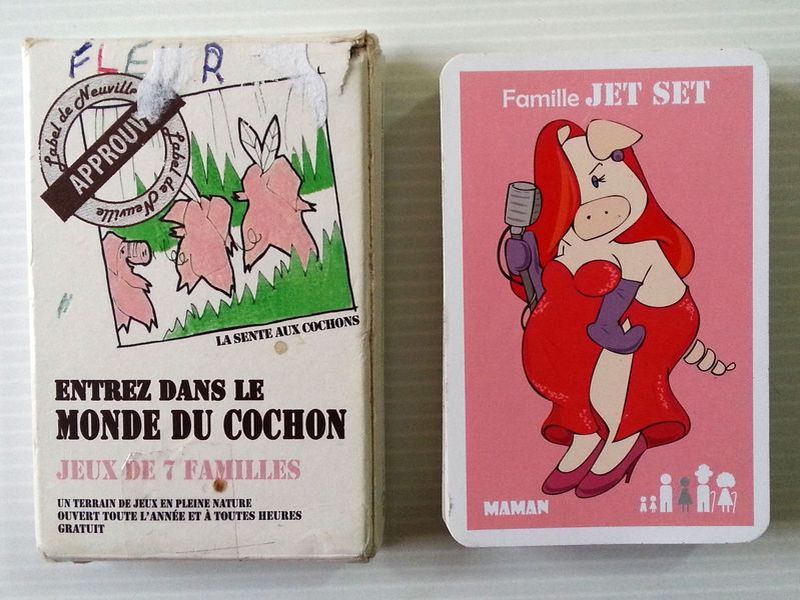 FLEUR
Label de Neuville
APPROUV
Label de Neuville
LA SENTE AUX COCHONS
ENTREZ DANS LE
MONDE DU COCHON
JEUX DE 7 FAMILLES
UN TERRAIN DE JEUX EN PLEINE NATURE
OUVERT TOUTE L'ANNÉE ET À TOUTES HEURES
GRATUIT
Famille JET SET
MAMAN